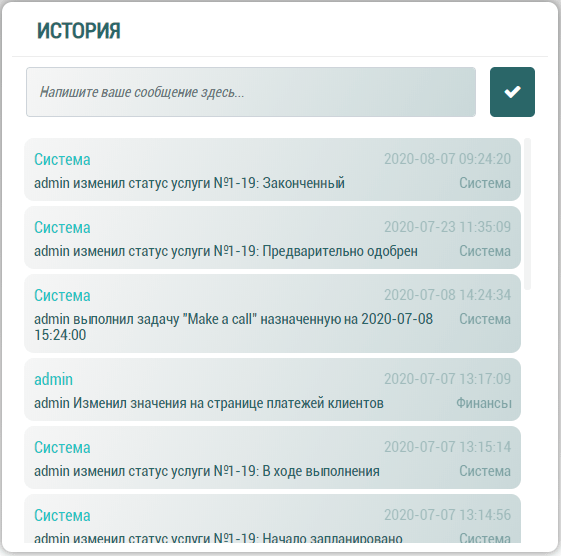 ИСТОРИЯ
Напишите ваше сообщение здесь...
Система 2020-08-07 09:24:20
admin изменил статус услуги №1-19: Законченный Система
Система 2020-07-23 11:35:09
admin изменил статус услуги №1-19: Предварительно одобрен Система
Система 2020-07-08 14:24:34
admin выполнил задачу "Make a call" назначенную на 2020-07-08 Система
15:24:00
admin 2020-07-07 13:17:09
admin Изменил значения на странице платежей клиентов Финансы
Система 2020-07-07 13:15:14
admin изменил статус услуги №1-19: В ходе выполнения Система
Система 2020-07-07 13:14:56
admin изменил статус услуги №1-19: Начало запланировано Система